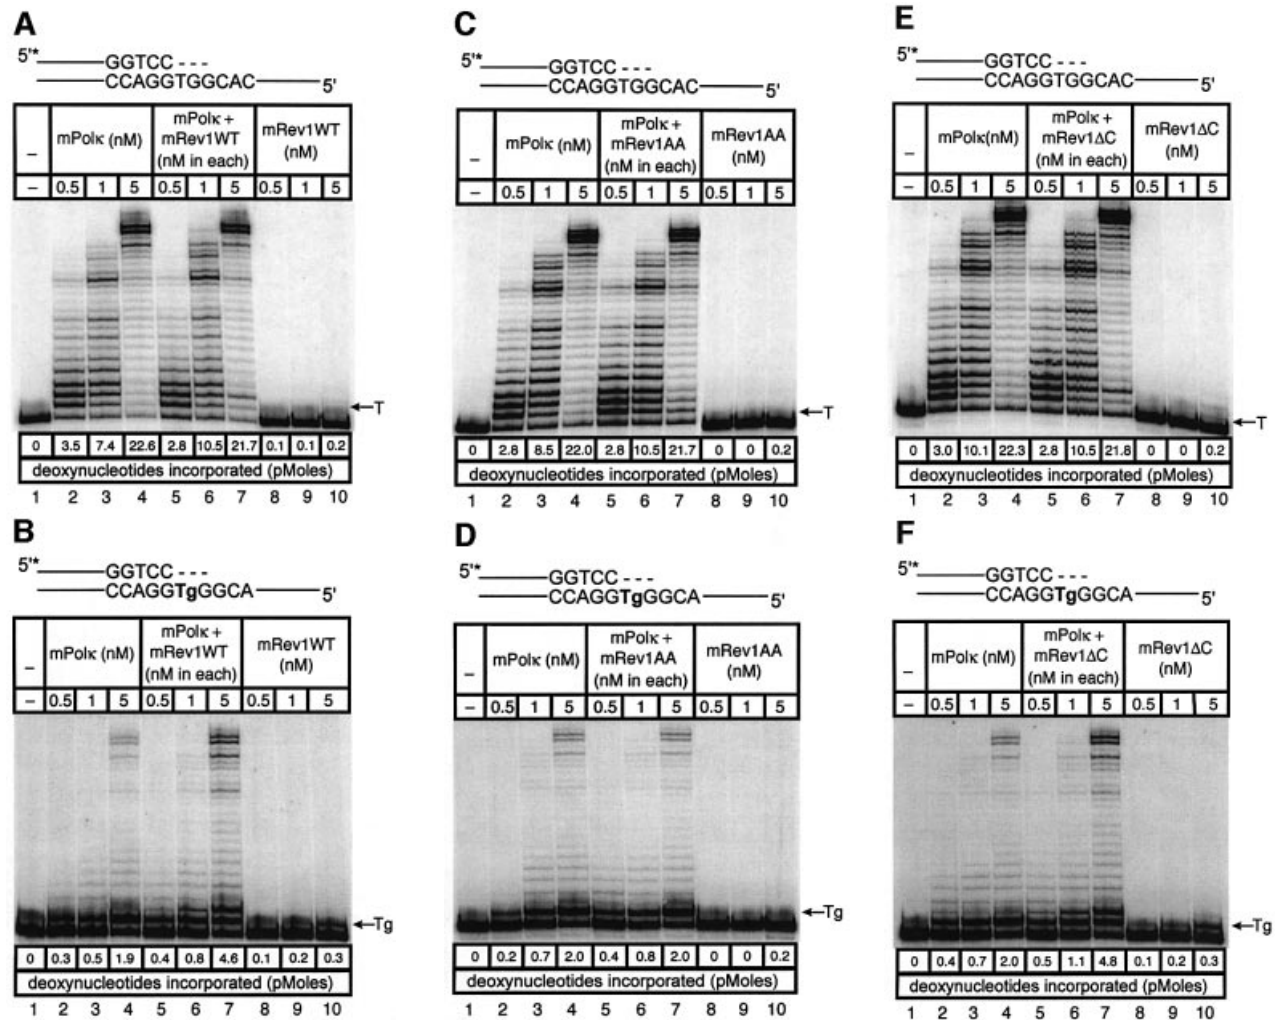 A
5'* GGTCC - - -
CCAGGTGGCAC 5'
– mPolκ (nM) mPolκ + mRev1WT (nM in each) mRev1WT (nM)
– 0.5 1 5 0.5 1 5 0.5 1 5
←T
0 3.5 7.4 22.6 2.8 10.5 21.7 0.1 0.1 0.2
deoxynucleotides incorporated (pMoles)
1 2 3 4 5 6 7 8 9 10
C
5'* GGTCC - - -
CCAGGTGGCAC 5'
– mPolκ (nM) mPolκ + mRev1AA (nM in each) mRev1AA (nM)
– 0.5 1 5 0.5 1 5 0.5 1 5
←T
0 2.8 8.5 22.0 2.8 10.5 21.7 0 0 0.2
deoxynucleotides incorporated (pMoles)
1 2 3 4 5 6 7 8 9 10
E
5'* GGTCC - - -
CCAGGTGGCAC 5'
– mPolκ(nM) mPolκ + mRev1ΔC (nM in each) mRev1ΔC (nM)
– 0.5 1 5 0.5 1 5 0.5 1 5
←T
0 3.0 10.1 22.3 2.8 10.5 21.8 0 0 0.2
deoxynucleotides incorporated (pMoles)
1 2 3 4 5 6 7 8 9 10
B
5'* GGTCC - - -
CCAGGTgGGCA 5'
– mPolκ (nM) mPolκ + mRev1WT (nM in each) mRev1WT (nM)
– 0.5 1 5 0.5 1 5 0.5 1 5
←Tg
0 0.3 0.5 1.9 0.4 0.8 4.6 0.1 0.2 0.3
deoxynucleotides incorporated (pMoles)
1 2 3 4 5 6 7 8 9 10
D
5'* GGTCC - - -
CCAGGTgGGCA 5'
– mPolκ (nM) mPolκ + mRev1AA (nM in each) mRev1AA (nM)
– 0.5 1 5 0.5 1 5 0.5 1 5
←Tg
0 0.2 0.7 2.0 0.4 0.8 2.0 0 0 0.2
deoxynucleotides incorporated (pMoles)
1 2 3 4 5 6 7 8 9 10
F
5'* GGTCC - - -
CCAGGTgGGCA 5'
– mPolκ (nM) mPolκ + mRev1ΔC (nM in each) mRev1ΔC (nM)
– 0.5 1 5 0.5 1 5 0.5 1 5
←Tg
0 0.4 0.7 2.0 0.5 1.1 4.8 0.1 0.2 0.3
deoxynucleotides incorporated (pMoles)
1 2 3 4 5 6 7 8 9 10